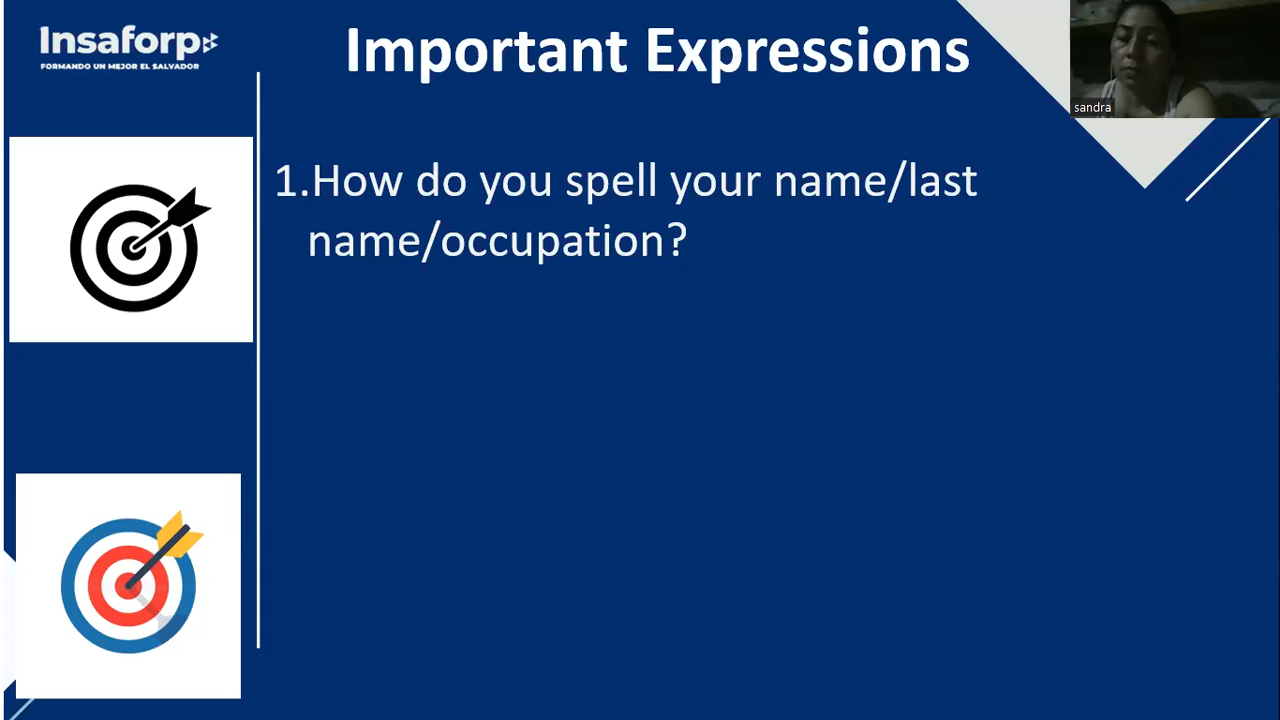 Insaforp
FORMANDO UN MEJOR EL SALVADOR
Important Expressions
sandra
1.How do you spell your name/last
name/occupation?